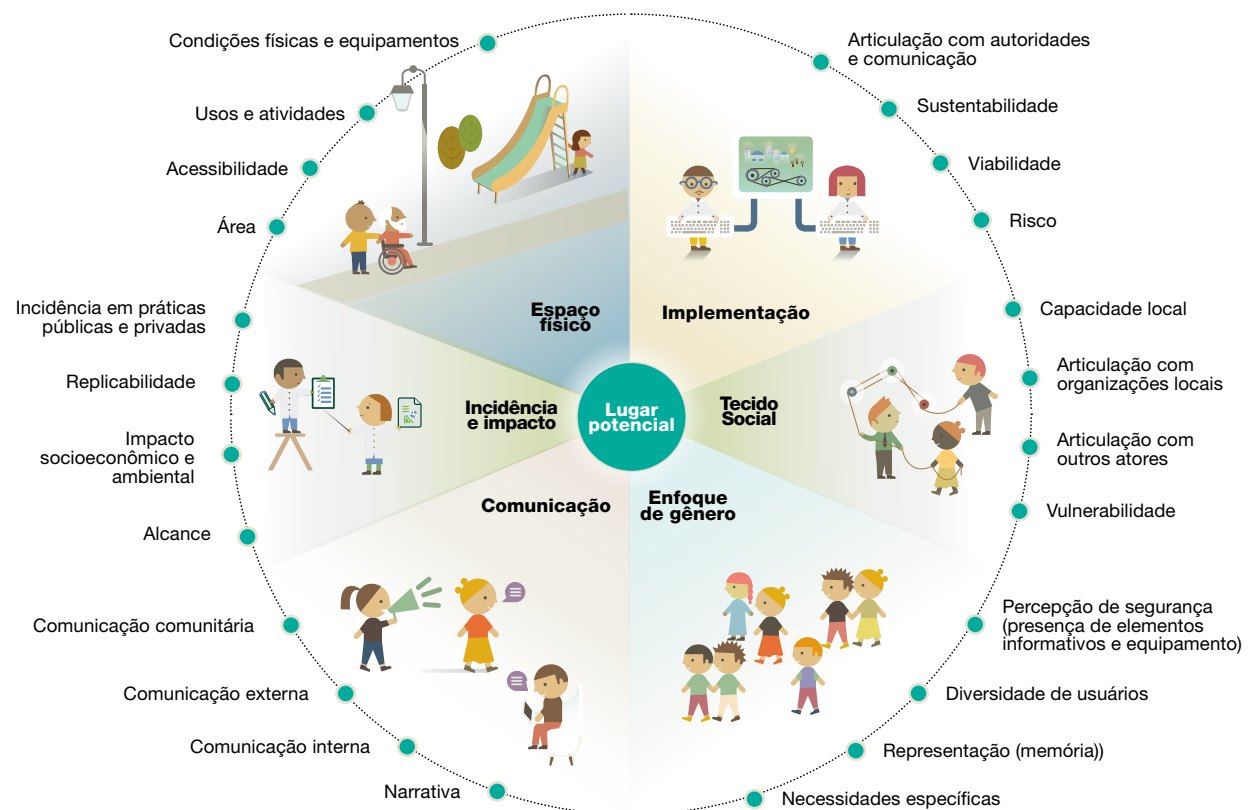 Condições físicas e equipamentos
Usos e atividades
Acessibilidade
Área
Incidência em práticas
públicas e privadas
Replicabilidade
Impacto
socioeconômico e
ambiental
Alcance
Comunicação comunitária
Comunicação externa
Comunicação interna
Narrativa
Articulação com autoridades
e comunicação
Sustentabilidade
Viabilidade
Risco
Capacidade local
Articulação com
organizações locais
Articulação com
outros atores
Vulnerabilidade
Percepção de segurança
(presença de elementos
informativos e equipamento)
Diversidade de usuários
Representação (memória))
Necessidades específicas
Espaço
físico
Implementação
Incidência
e impacto
Lugar
potencial
Tecido
Social
Comunicação
Enfoque
de gênero